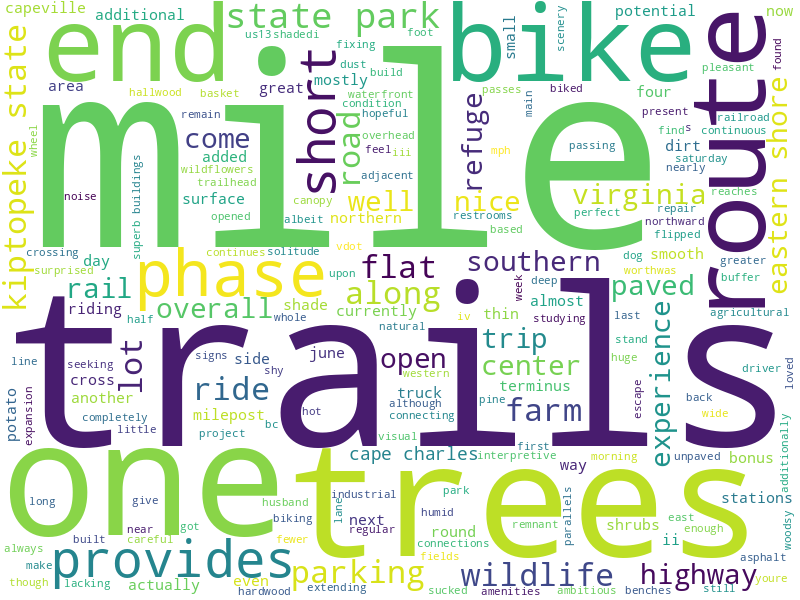 capeville
additional
state park
us13shadedi
foot
scenery
potential
now
end
bike
route
found
pleasant
fixing
small
dust
build
mostly
great
short
area
hallwood
basket
waterfront
condition
passes
biked
main
four
present
railroad
continuous
kiptopeke state
wheel
mile
remain
come
added
hopeful
overhead
road
feel
iii
refuge
passing
dirt
find
s
saturday
nearly
eastern shore
superb buildings
wildflowers
trailhead
adjacent
canopy
well
nice
virginia
reaches
noise
surface
opened
albeit
northern
restrooms
perfect
repair
northward
based
flipped
crossing
surprised
continues
solitude
vdot
phase
flat
southern
dog
smooth
worthwas
greater
buffer
day
rail
upon
week
deep
paved
riding
overall
shade
along
almost
currently
thin
iv
studying
last
agricultural
half
whole
natural
trails
experience
stand
line
signs
side
june
open
trip
huge
seeking
lot
cross
shy
western
center
escape
driver
loved
potato
expansion
another
ride
truck
terminus
back
completely
milepost
hot
although
connecting
pine
farm
wide
little
project
bc
visual
first
way
one
cape charles
interpretive
morning
unpaved
bonus
additionally
trees
long
give
husband
industrial
park
stations
woodsy
built
near
got
lane
next
regular
humid
round
remnant
parallels
shrubs
east
enough
always
careful
biking
fewer
connections
ii
asphalt
make
provides
parking
fields
wildlife
highway
youre
though
lacking
actually
even
hardwood
extending
sucked
amenities
ambitious
benches
still